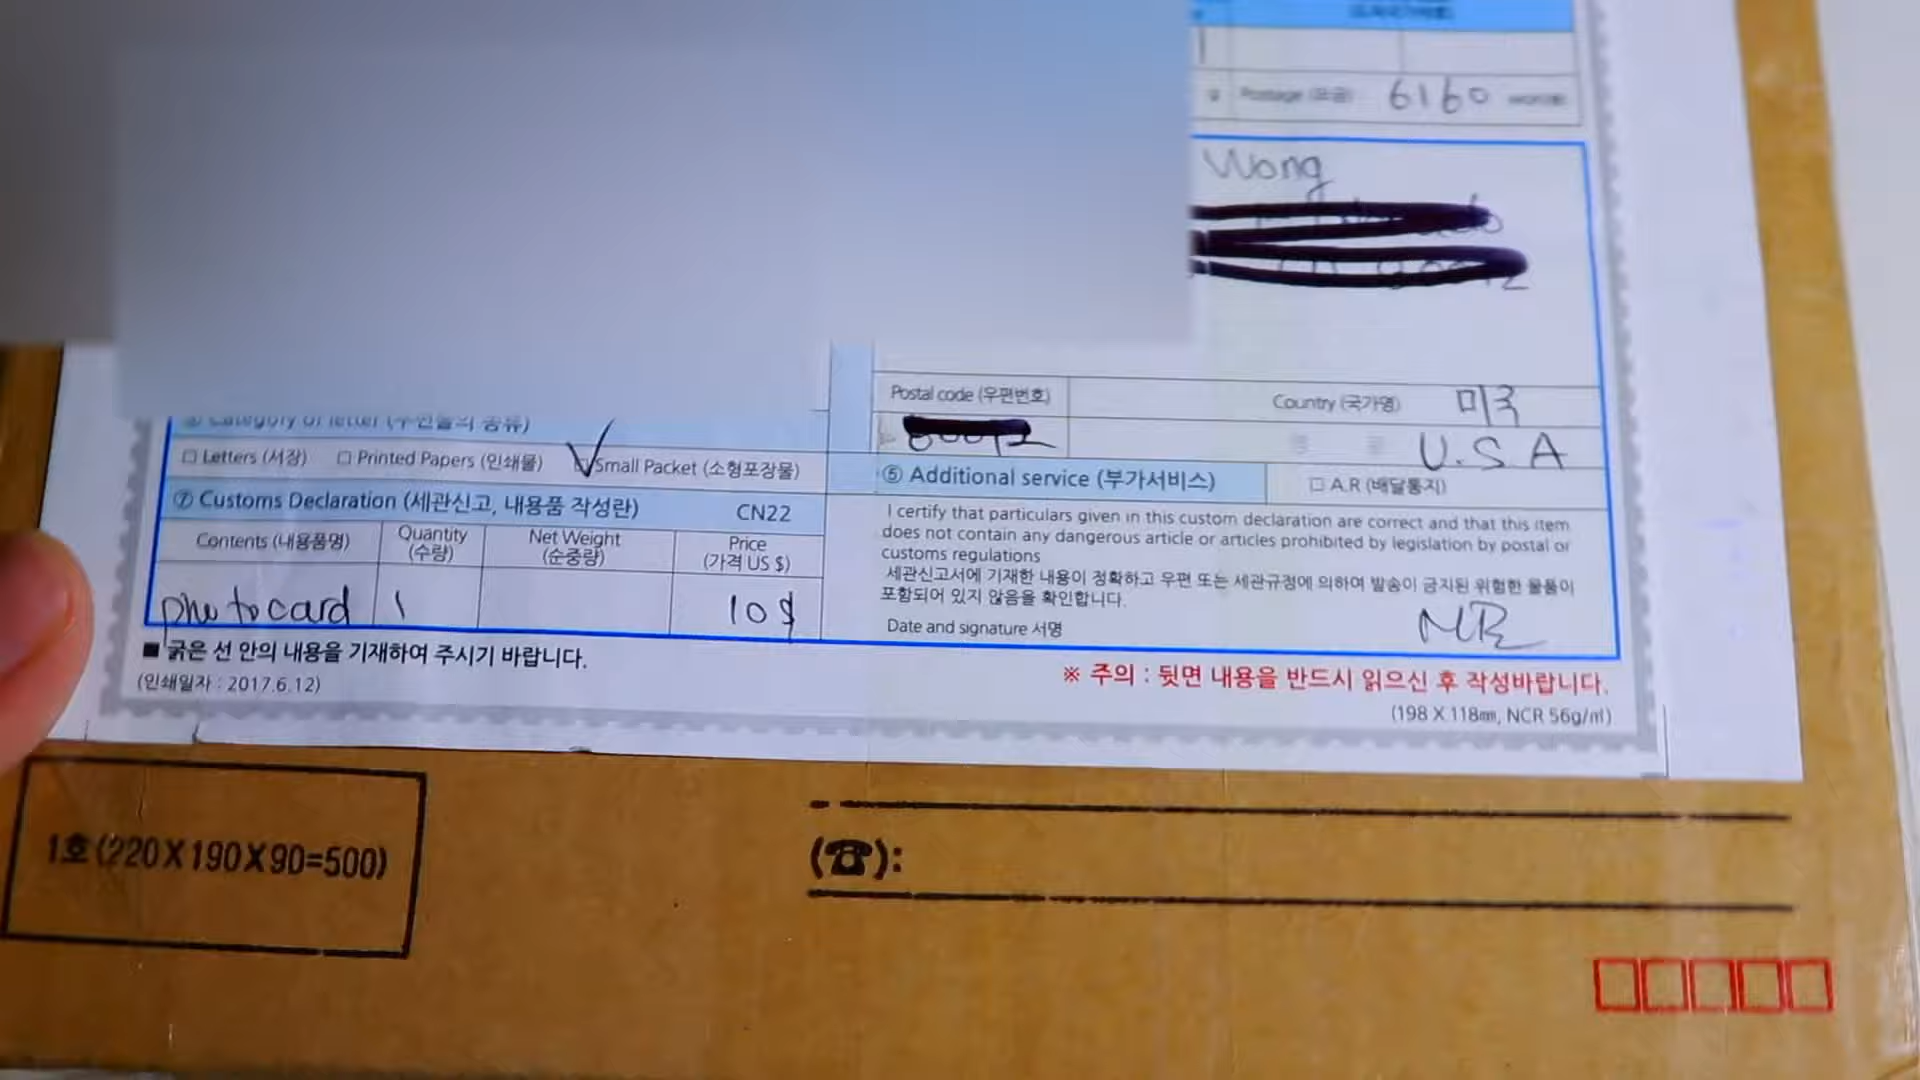 Postage (요금) 6160
Wong
Postal code (우편번호)
Country (국가명) 미국
U.S.A
Category of letter (우편물의 종류)
□ Letters (서장) □ Printed Papers (인쇄물) Small Packet (소형포장물)
⑤ Additional service (부가서비스) □ A.R (배달통지)
⑦ Customs Declaration (세관신고, 내용품 작성란) CN22
Contents (내용품명) Quantity (수량) Net Weight (순중량) Price (가격 US $)
photocard 1 10$
I certify that particulars given in this custom declaration are correct and that this item
does not contain any dangerous article or articles prohibited by legislation by postal or
customs regulations
세관신고서에 기재한 내용이 정확하고 우편 또는 세관규정에 의하여 발송이 금지된 위험한 물품이
포함되어 있지 않음을 확인합니다.
Date and signature 서명
■ 굵은 선 안의 내용을 기재하여 주시기 바랍니다.
(인쇄일자 : 2017.6.12)
※ 주의 : 뒷면 내용을 반드시 읽으신 후 작성바랍니다.
(198 X 118㎜, NCR 56g/㎡)
1호(220X190X90=500)
(☎):